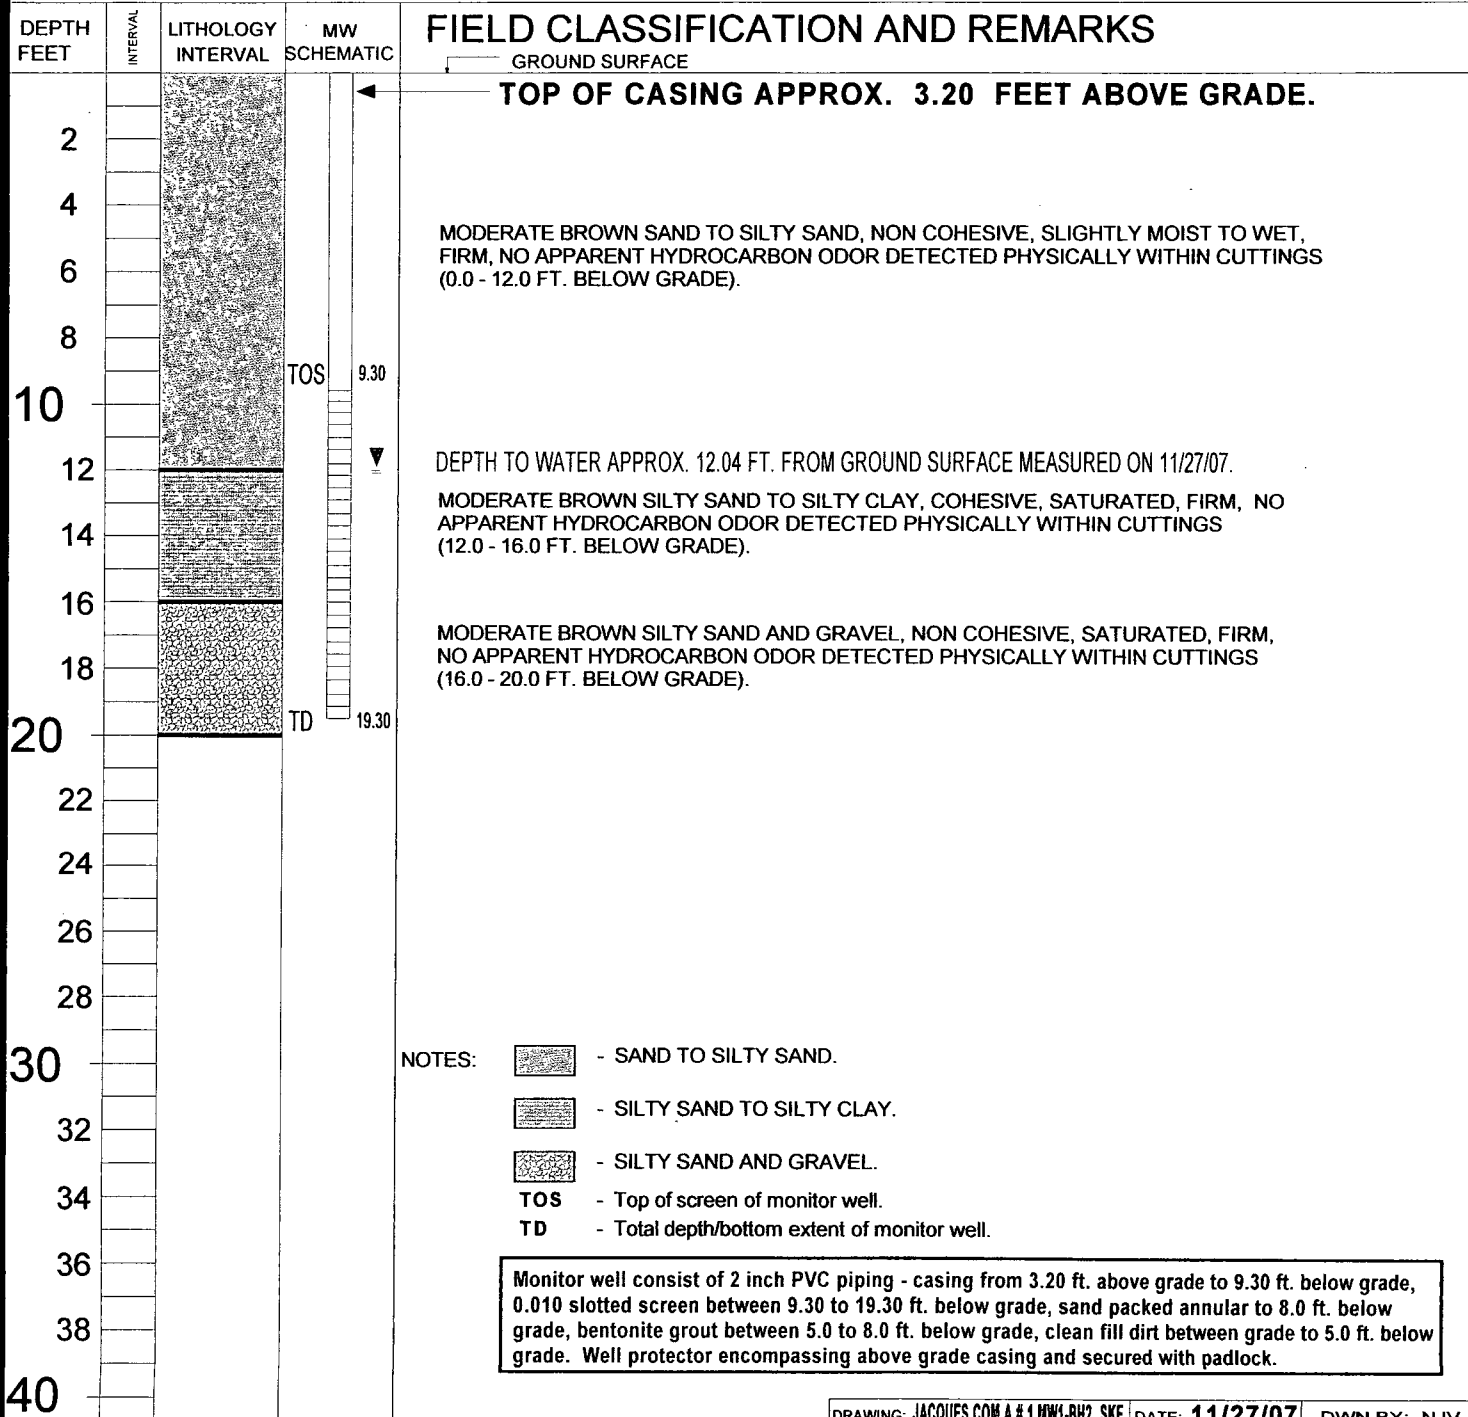 DEPTH
FEET
INTERVAL
LITHOLOGY
INTERVAL
MW
SCHEMATIC
FIELD CLASSIFICATION AND REMARKS
GROUND SURFACE
TOP OF CASING APPROX. 3.20 FEET ABOVE GRADE.
2
4
MODERATE BROWN SAND TO SILTY SAND, NON COHESIVE, SLIGHTLY MOIST TO WET,
FIRM, NO APPARENT HYDROCARBON ODOR DETECTED PHYSICALLY WITHIN CUTTINGS
(0.0 - 12.0 FT. BELOW GRADE).
6
8
TOS 9.30
10
12
DEPTH TO WATER APPROX. 12.04 FT. FROM GROUND SURFACE MEASURED ON 11/27/07.
MODERATE BROWN SILTY SAND TO SILTY CLAY, COHESIVE, SATURATED, FIRM, NO
APPARENT HYDROCARBON ODOR DETECTED PHYSICALLY WITHIN CUTTINGS
(12.0 - 16.0 FT. BELOW GRADE).
14
16
MODERATE BROWN SILTY SAND AND GRAVEL, NON COHESIVE, SATURATED, FIRM,
NO APPARENT HYDROCARBON ODOR DETECTED PHYSICALLY WITHIN CUTTINGS
(16.0 - 20.0 FT. BELOW GRADE).
18
TD 19.30
20
22
24
26
28
30
NOTES:
- SAND TO SILTY SAND.
- SILTY SAND TO SILTY CLAY.
32
- SILTY SAND AND GRAVEL.
34
TOS - Top of screen of monitor well.
TD - Total depth/bottom extent of monitor well.
36
Monitor well consist of 2 inch PVC piping - casing from 3.20 ft. above grade to 9.30 ft. below grade,
0.010 slotted screen between 9.30 to 19.30 ft. below grade, sand packed annular to 8.0 ft. below
grade, bentonite grout between 5.0 to 8.0 ft. below grade, clean fill dirt between grade to 5.0 ft. below
grade. Well protector encompassing above grade casing and secured with padlock.
38
40
DRAWING: JACQUES COM A # 1 MW1-BH2.SKF DATE: 11/27/07 DWN BY: NJV